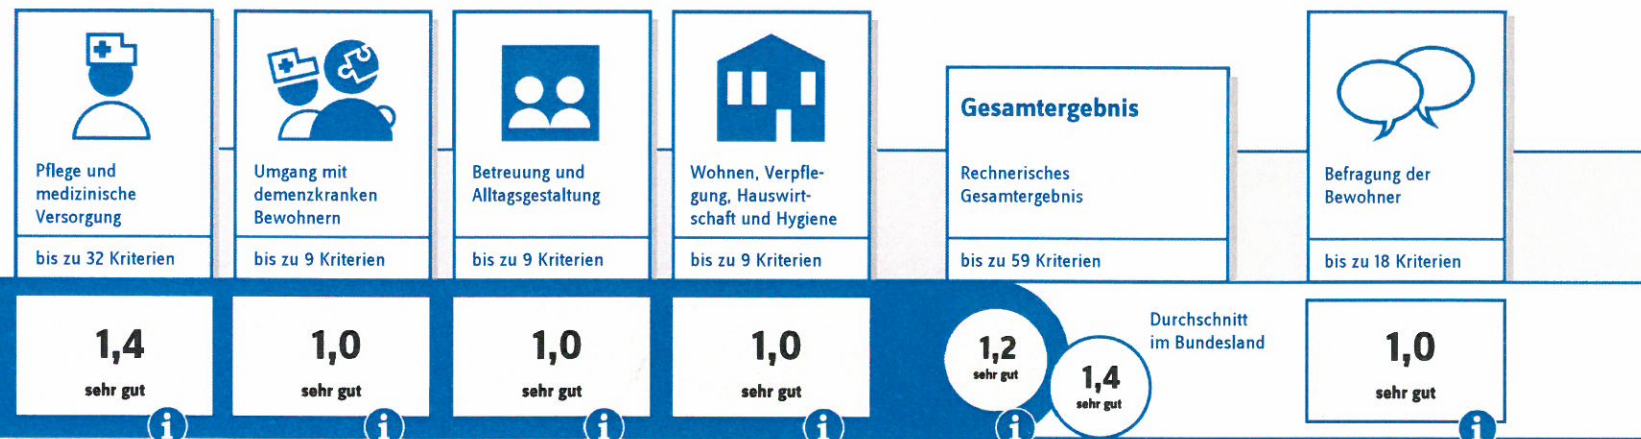 Pflege und
medizinische
Versorgung
bis zu 32 Kriterien
1,4
sehr gut
Umgang mit
demenzkranken
Bewohnern
bis zu 9 Kriterien
1,0
sehr gut
Betreuung und
Alltagsgestaltung
bis zu 9 Kriterien
1,0
sehr gut
Wohnen, Verpfle-
gung, Hauswirt-
schaft und Hygiene
bis zu 9 Kriterien
1,0
sehr gut
Gesamtergebnis
Rechnerisches
Gesamtergebnis
bis zu 59 Kriterien
1,2
sehr gut
1,4
sehr gut
Durchschnitt
im Bundesland
Befragung der
Bewohner
bis zu 18 Kriterien
1,0
sehr gut